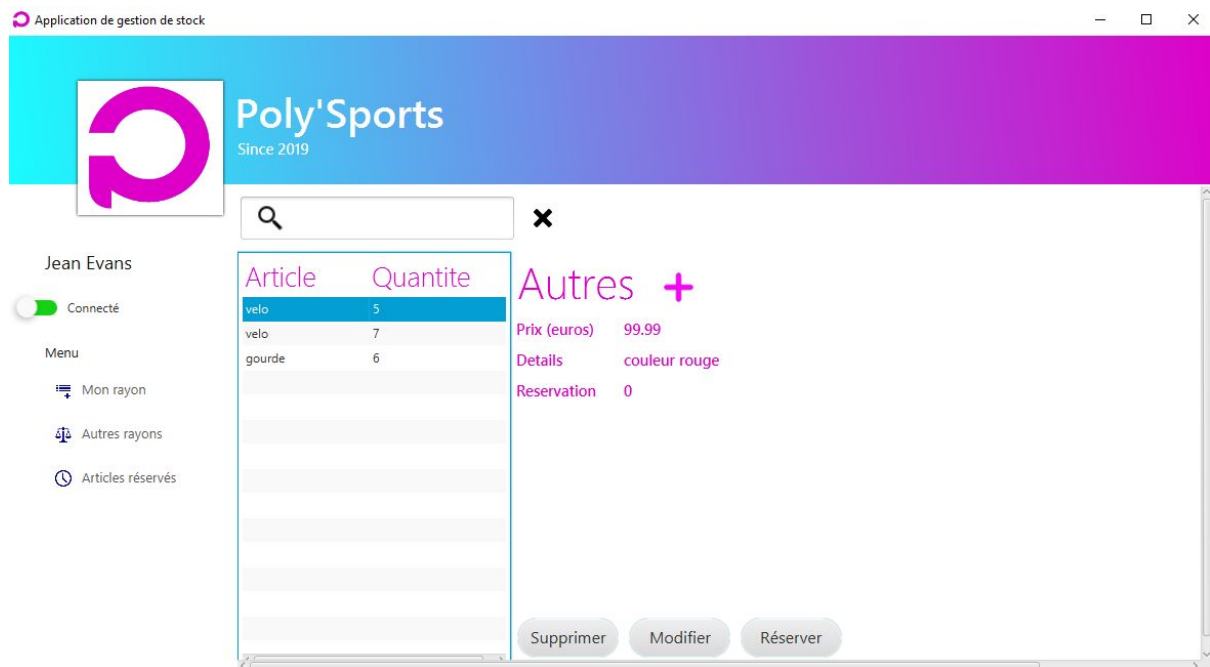 Application de gestion de stock
Poly'Sports
Since 2019
Jean Evans
Connecté
Menu
Mon rayon
Autres rayons
Articles réservés
Article Quantite
velo 5
velo 7
gourde 6
Autres +
Prix (euros) 99.99
Details couleur rouge
Reservation 0
Supprimer Modifier Réserver